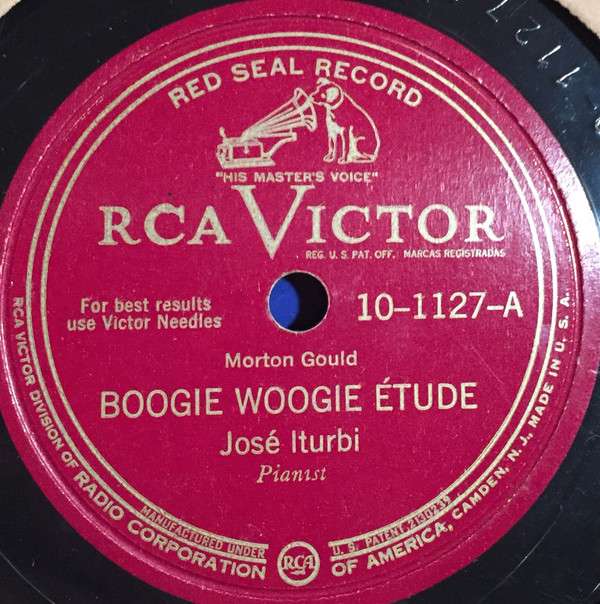 RED SEAL RECORD
"HIS MASTER'S VOICE"
RCA VICTOR
REG. U. S. PAT. OFF. MARCAS REGISTRADAS
For best results
use Victor Needles
10-1127-A
Morton Gould
BOOGIE WOOGIE ÉTUDE
José Iturbi
Pianist
MANUFACTURED UNDER
U. S. PATENT 2130239
RCA VICTOR DIVISION OF RADIO CORPORATION OF AMERICA, CAMDEN, N. J., MADE IN U. S. A.
RCA